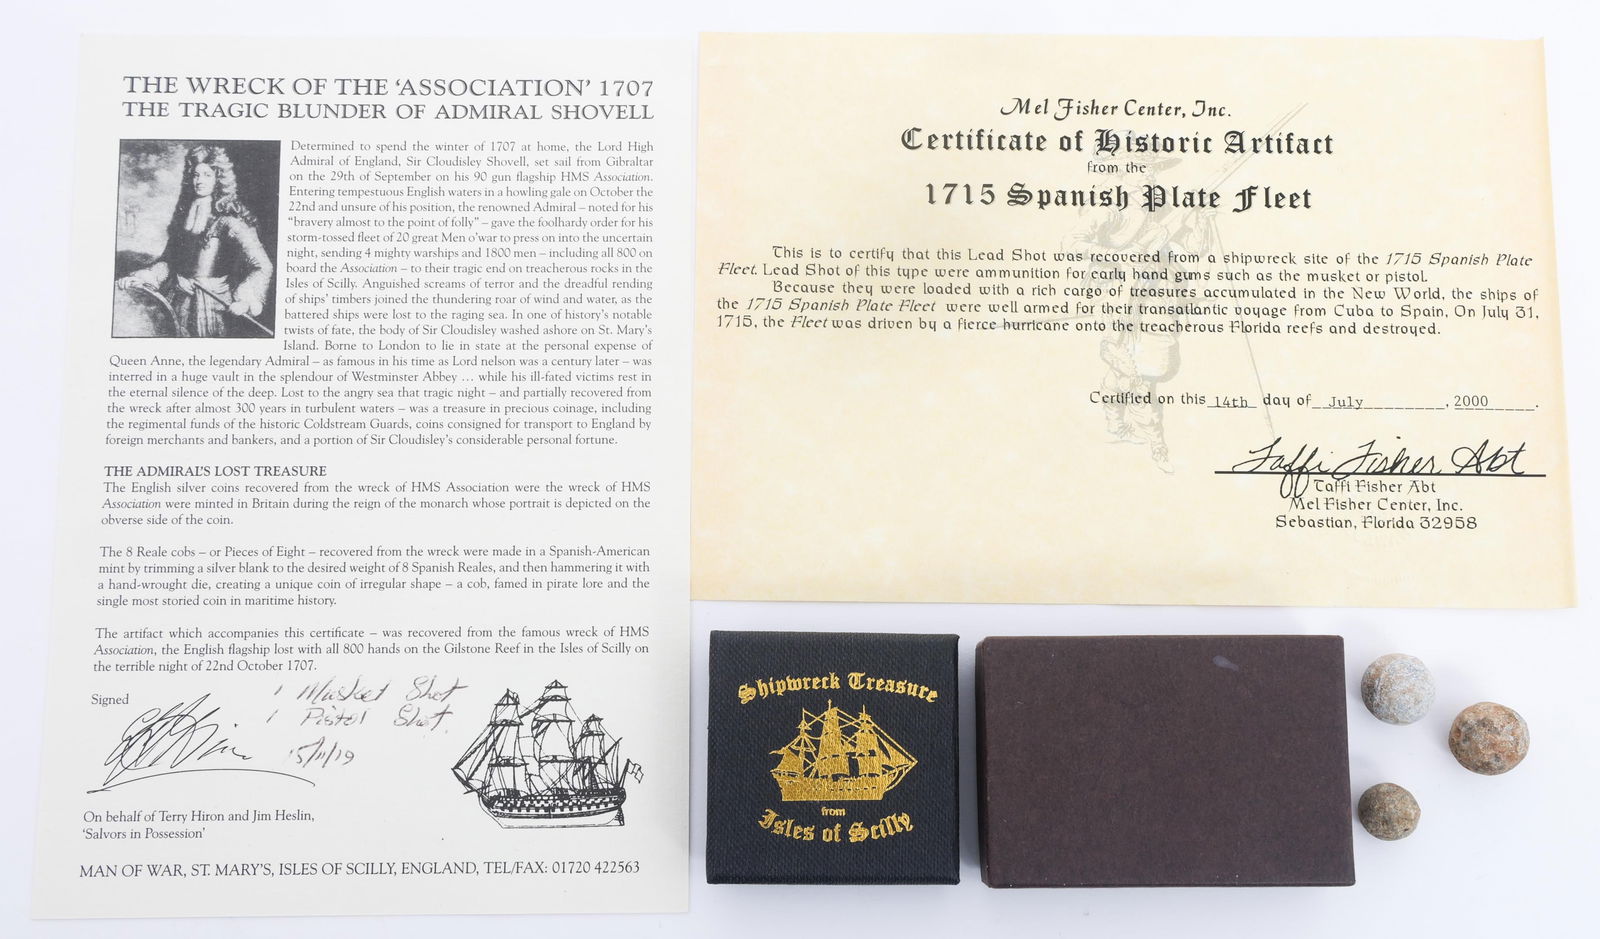 THE WRECK OF THE ‘ASSOCIATION’ 1707
THE TRAGIC BLUNDER OF ADMIRAL SHOVELL
Determined to spend the winter of 1707 at home, the Lord High
Admiral of England, Sir Cloudisley Shovell, set sail from Gibraltar
on the 29th of September on his 90 gun flagship HMS Association.
Entering tempestuous English waters in a howling gale on October the
22nd and unsure of his position, the renowned Admiral – noted for his
“bravery almost to the point of folly” – gave the foolhardy order for his
storm-tossed fleet of 20 great Men o’war to press on into the uncertain
night, sending 4 mighty warships and 1800 men – including all 800 on
board the Association – to their tragic end on treacherous rocks in the
Isles of Scilly. Anguished screams of terror and the dreadful rending
of ships’ timbers joined the thundering roar of wind and water, as the
battered ships were lost to the raging sea. In one of history’s notable
twists of fate, the body of Sir Cloudisley washed ashore on St. Mary’s
Island. Borne to London to lie in state at the personal expense of
Queen Anne, the legendary Admiral – as famous in his time as Lord nelson was a century later – was
interred in a huge vault in the splendour of Westminster Abbey ... while his ill-fated victims rest in
the eternal silence of the deep. Lost to the angry sea that tragic night – and partially recovered from
the wreck after almost 300 years in turbulent waters – was a treasure in precious coinage, including
the regimental funds of the historic Coldstream Guards, coins consigned for transport to England by
foreign merchants and bankers, and a portion of Sir Cloudisley’s considerable personal fortune.
THE ADMIRAL’S LOST TREASURE
The English silver coins recovered from the wreck of HMS Association were the wreck of HMS
Association were minted in Britain during the reign of the monarch whose portrait is depicted on the
obverse side of the coin.
The 8 Reale cobs – or Pieces of Eight – recovered from the wreck were made in a Spanish-American
mint by trimming a silver blank to the desired weight of 8 Spanish Reales, and then hammering it with
a hand-wrought die, creating a unique coin of irregular shape – a cob, famed in pirate lore and the
single most storied coin in maritime history.
The artifact which accompanies this certificate – was recovered from the famous wreck of HMS
Association, the English flagship lost with all 800 hands on the Gilstone Reef in the Isles of Scilly on
the terrible night of 22nd October 1707.
Signed
1 Musket Shot
1 Pistol Shot.
15/11/19
On behalf of Terry Hiron and Jim Heslin,
‘Salvors in Possession’
MAN OF WAR, ST. MARY’S, ISLES OF SCILLY, ENGLAND, TEL/FAX: 01720 422563
Mel Fisher Center, Inc.
Certificate of Historic Artifact
from the
1715 Spanish Plate Fleet
This is to certify that this Lead Shot was recovered from a shipwreck site of the 1715 Spanish Plate
Fleet. Lead Shot of this type were ammunition for early hand guns such as the musket or pistol.
Because they were loaded with a rich cargo of treasures accumulated in the New World, the ships of
the 1715 Spanish Plate Fleet were well armed for their transatlantic voyage from Cuba to Spain, On July 31,
1715, the Fleet was driven by a fierce hurricane onto the treacherous Florida reefs and destroyed.
Certified on this 14th day of July, 2000.
Taffi Fisher Abt
Taffi Fisher Abt
Mel Fisher Center, Inc.
Sebastian, Florida 32958
Shipwreck Treasure
from
Isles of Scilly